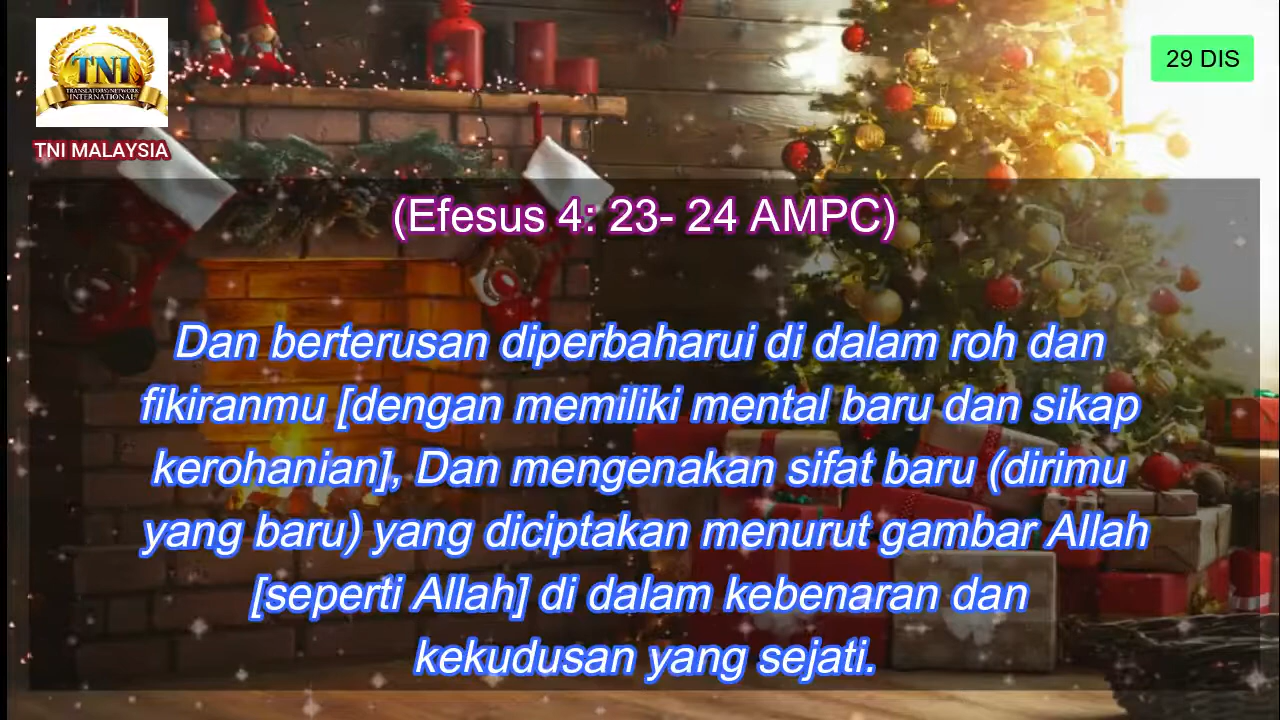 TNI
TRANSLATORS NETWORK
INTERNATIONAL
TNI MALAYSIA
29 DIS
(Efesus 4: 23- 24 AMPC)
Dan berterusan diperbaharui di dalam roh dan
fikiranmu [dengan memiliki mental baru dan sikap
kerohanian], Dan mengenakan sifat baru (dirimu
yang baru) yang diciptakan menurut gambar Allah
[seperti Allah] di dalam kebenaran dan
kekudusan yang sejati.